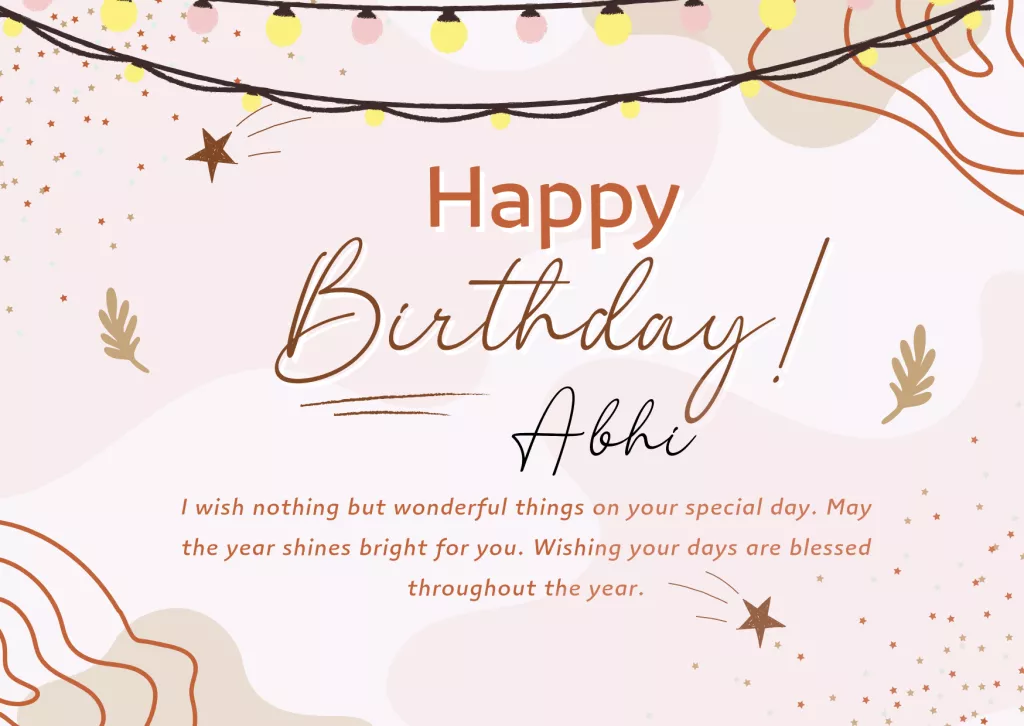 Happy
Birthday!
Abhi
I wish nothing but wonderful things on your special day. May
the year shines bright for you. Wishing your days are blessed
throughout the year.